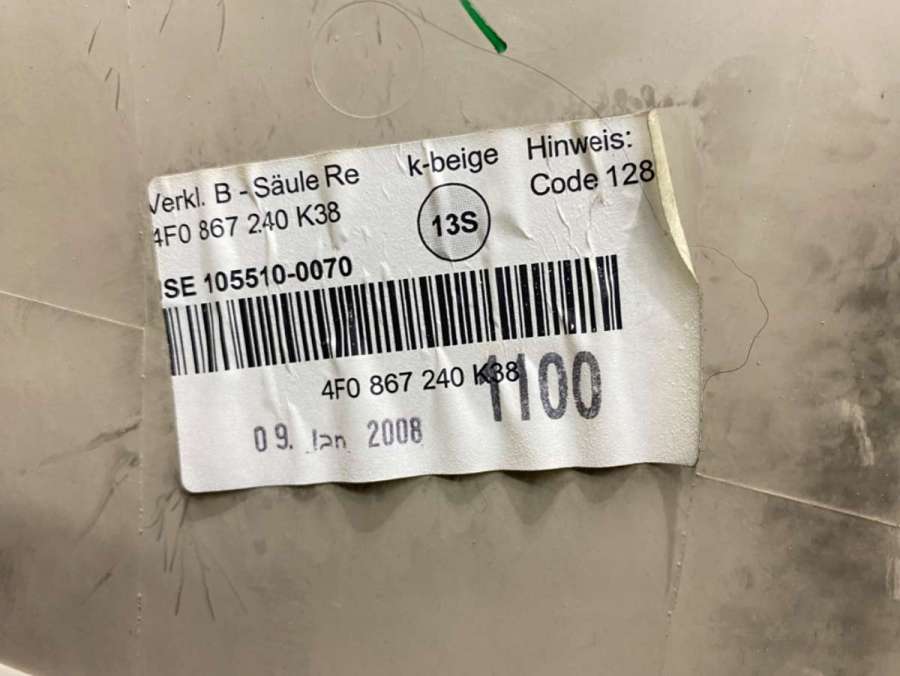 Verkl. B - Säule Re
4F0 867 240 K38
k-beige
13S
Hinweis:
Code 128
SE 105510-0070
4F0 867 240 K38
1100
09. Jan. 2008